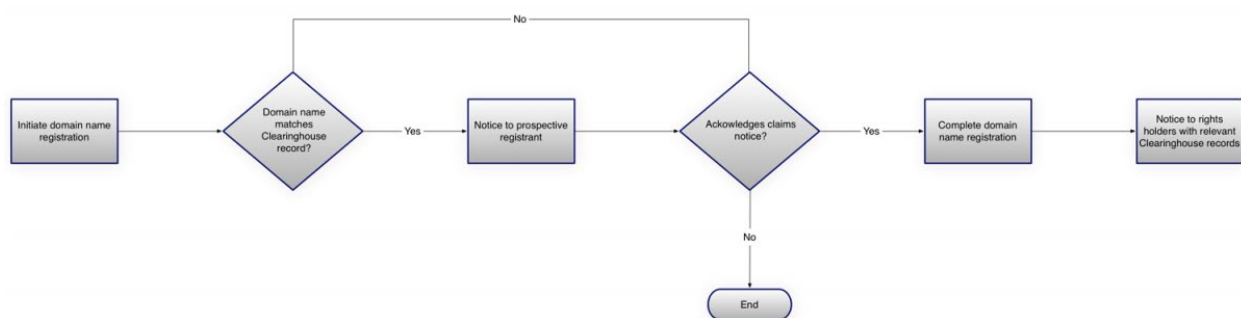 No
Initiate domain name
registration
Domain name
matches
Clearinghouse
record?
Yes
Notice to prospective
registrant
Ackowledges claims
notice?
Yes
Complete domain
name registration
Notice to rights
holders with relevant
Clearinghouse records
No
End